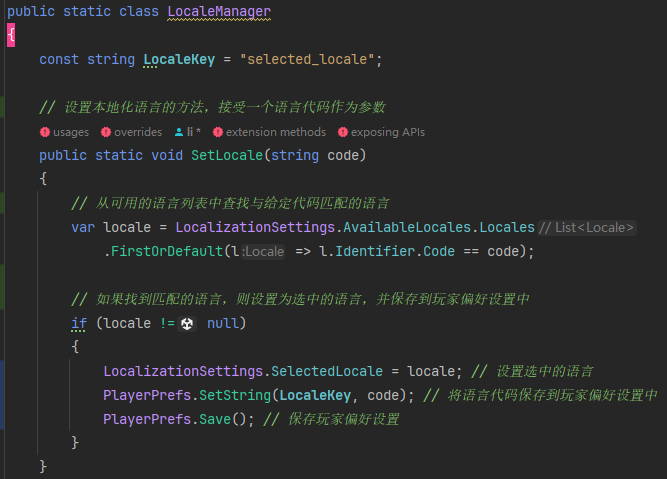 public static class LocaleManager
{
const string LocaleKey = "selected_locale";
// 设置本地化语言的方法，接受一个语言代码作为参数
usages overrides li * extension methods exposing APIs
public static void SetLocale(string code)
{
// 从可用的语言列表中查找与给定代码匹配的语言
var locale = LocalizationSettings.AvailableLocales.Locales // List<Locale>
.FirstOrDefault(l :Locale => l.Identifier.Code == code);
// 如果找到匹配的语言，则设置为选中的语言，并保存到玩家偏好设置中
if (locale != null)
{
LocalizationSettings.SelectedLocale = locale; // 设置选中的语言
PlayerPrefs.SetString(LocaleKey, code); // 将语言代码保存到玩家偏好设置中
PlayerPrefs.Save(); // 保存玩家偏好设置
}
}